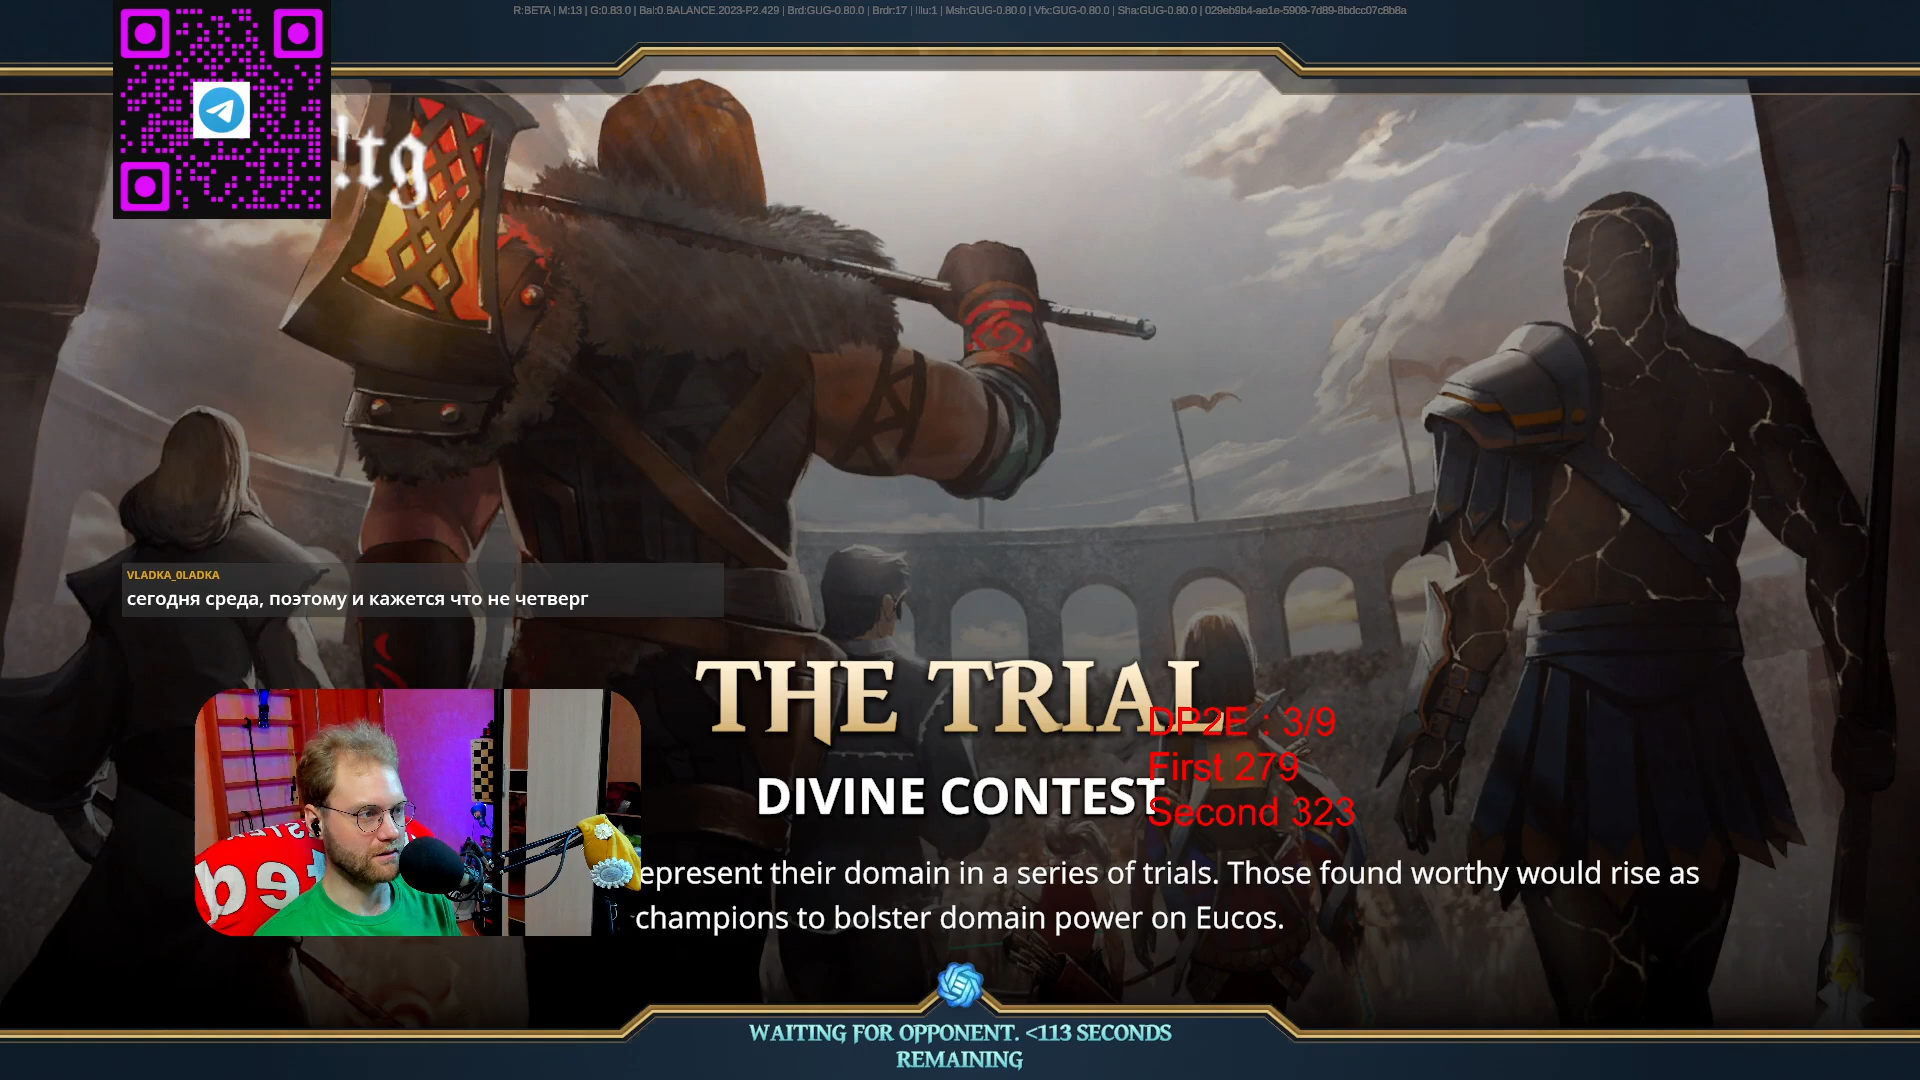 R:BETA | M:13 | G:0.83.0 | Bal:0.BALANCE.2023-P2.429 | Brd:GUG-0.80.0 | Brdr:17 | Illu:1 | Msh:GUG-0.80.0 | Vfx:GUG-0.80.0 | Sha:GUG-0.80.0 | 029eb9b4-ae1e-5909-7d89-8bdcc07c8b8a
!tg
VLADKA_0LADKA
сегодня среда, поэтому и кажется что не четверг
THE TRIAL
DP2E : 3/9
First 279
DIVINE CONTEST
Second 323
epresent their domain in a series of trials. Those found worthy would rise as
champions to bolster domain power on Eucos.
WAITING FOR OPPONENT. <113 SECONDS
REMAINING